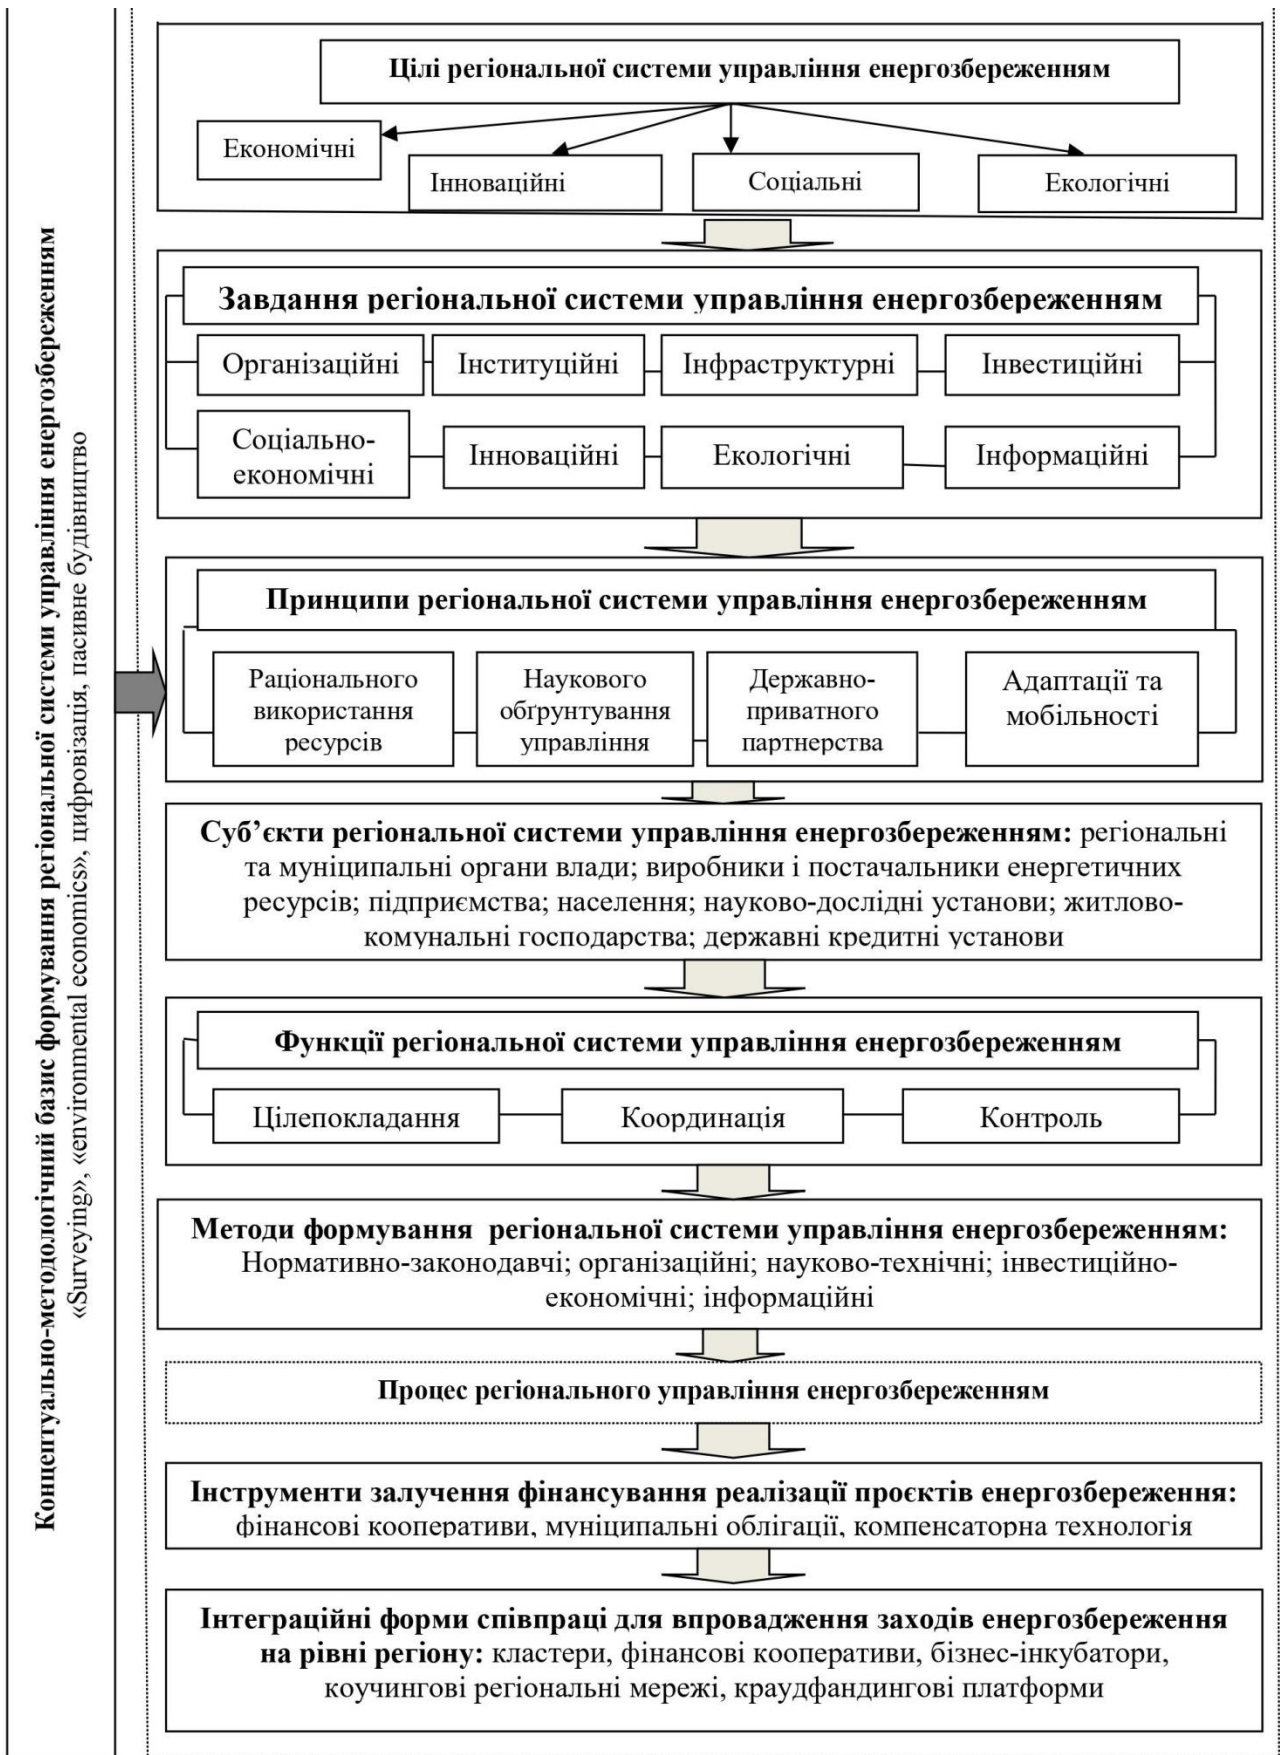 Концептуально-методологічний базис формування регіональної системи управління енергозбереженням
«Surveying», «environmental economics», цифровізація, пасивне будівництво
Цілі регіональної системи управління енергозбереженням
Економічні
Інноваційні
Соціальні
Екологічні
Завдання регіональної системи управління енергозбереженням
Організаційні
Інституційні
Інфраструктурні
Інвестиційні
Соціально-
економічні
Інноваційні
Екологічні
Інформаційні
Принципи регіональної системи управління енергозбереженням
Раціонального
використання
ресурсів
Наукового
обґрунтування
управління
Державно-
приватного
партнерства
Адаптації та
мобільності
Суб’єкти регіональної системи управління енергозбереженням: регіональні
та муніципальні органи влади; виробники і постачальники енергетичних
ресурсів; підприємства; населення; науково-дослідні установи; житлово-
комунальні господарства; державні кредитні установи
Функції регіональної системи управління енергозбереженням
Цілепокладання
Координація
Контроль
Методи формування регіональної системи управління енергозбереженням:
Нормативно-законодавчі; організаційні; науково-технічні; інвестиційно-
економічні; інформаційні
Процес регіонального управління енергозбереженням
Інструменти залучення фінансування реалізації проєктів енергозбереження:
фінансові кооперативи, муніципальні облігації, компенсаторна технологія
Інтеграційні форми співпраці для впровадження заходів енергозбереження
на рівні регіону: кластери, фінансові кооперативи, бізнес-інкубатори,
коучингові регіональні мережі, краудфандингові платформи